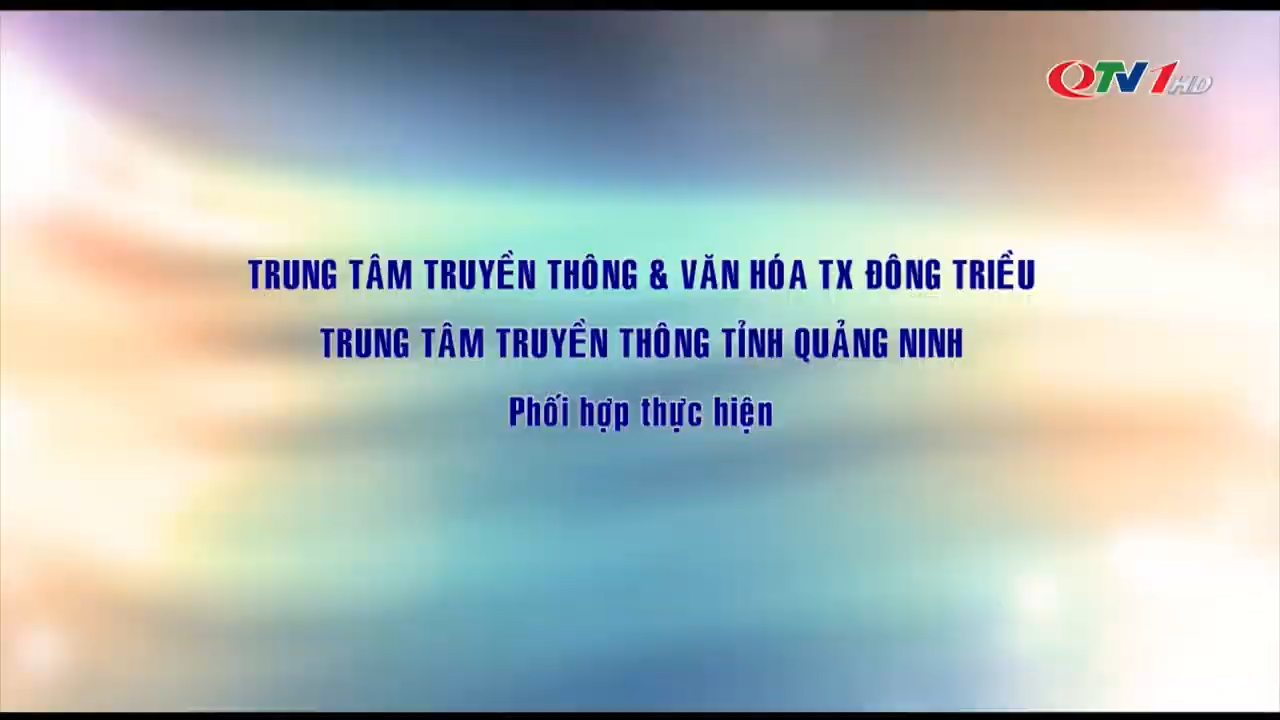 QTV1HD
TRUNG TÂM TRUYỀN THÔNG & VĂN HÓA TX ĐÔNG TRIỀU
TRUNG TÂM TRUYỀN THÔNG TỈNH QUẢNG NINH
Phối hợp thực hiện